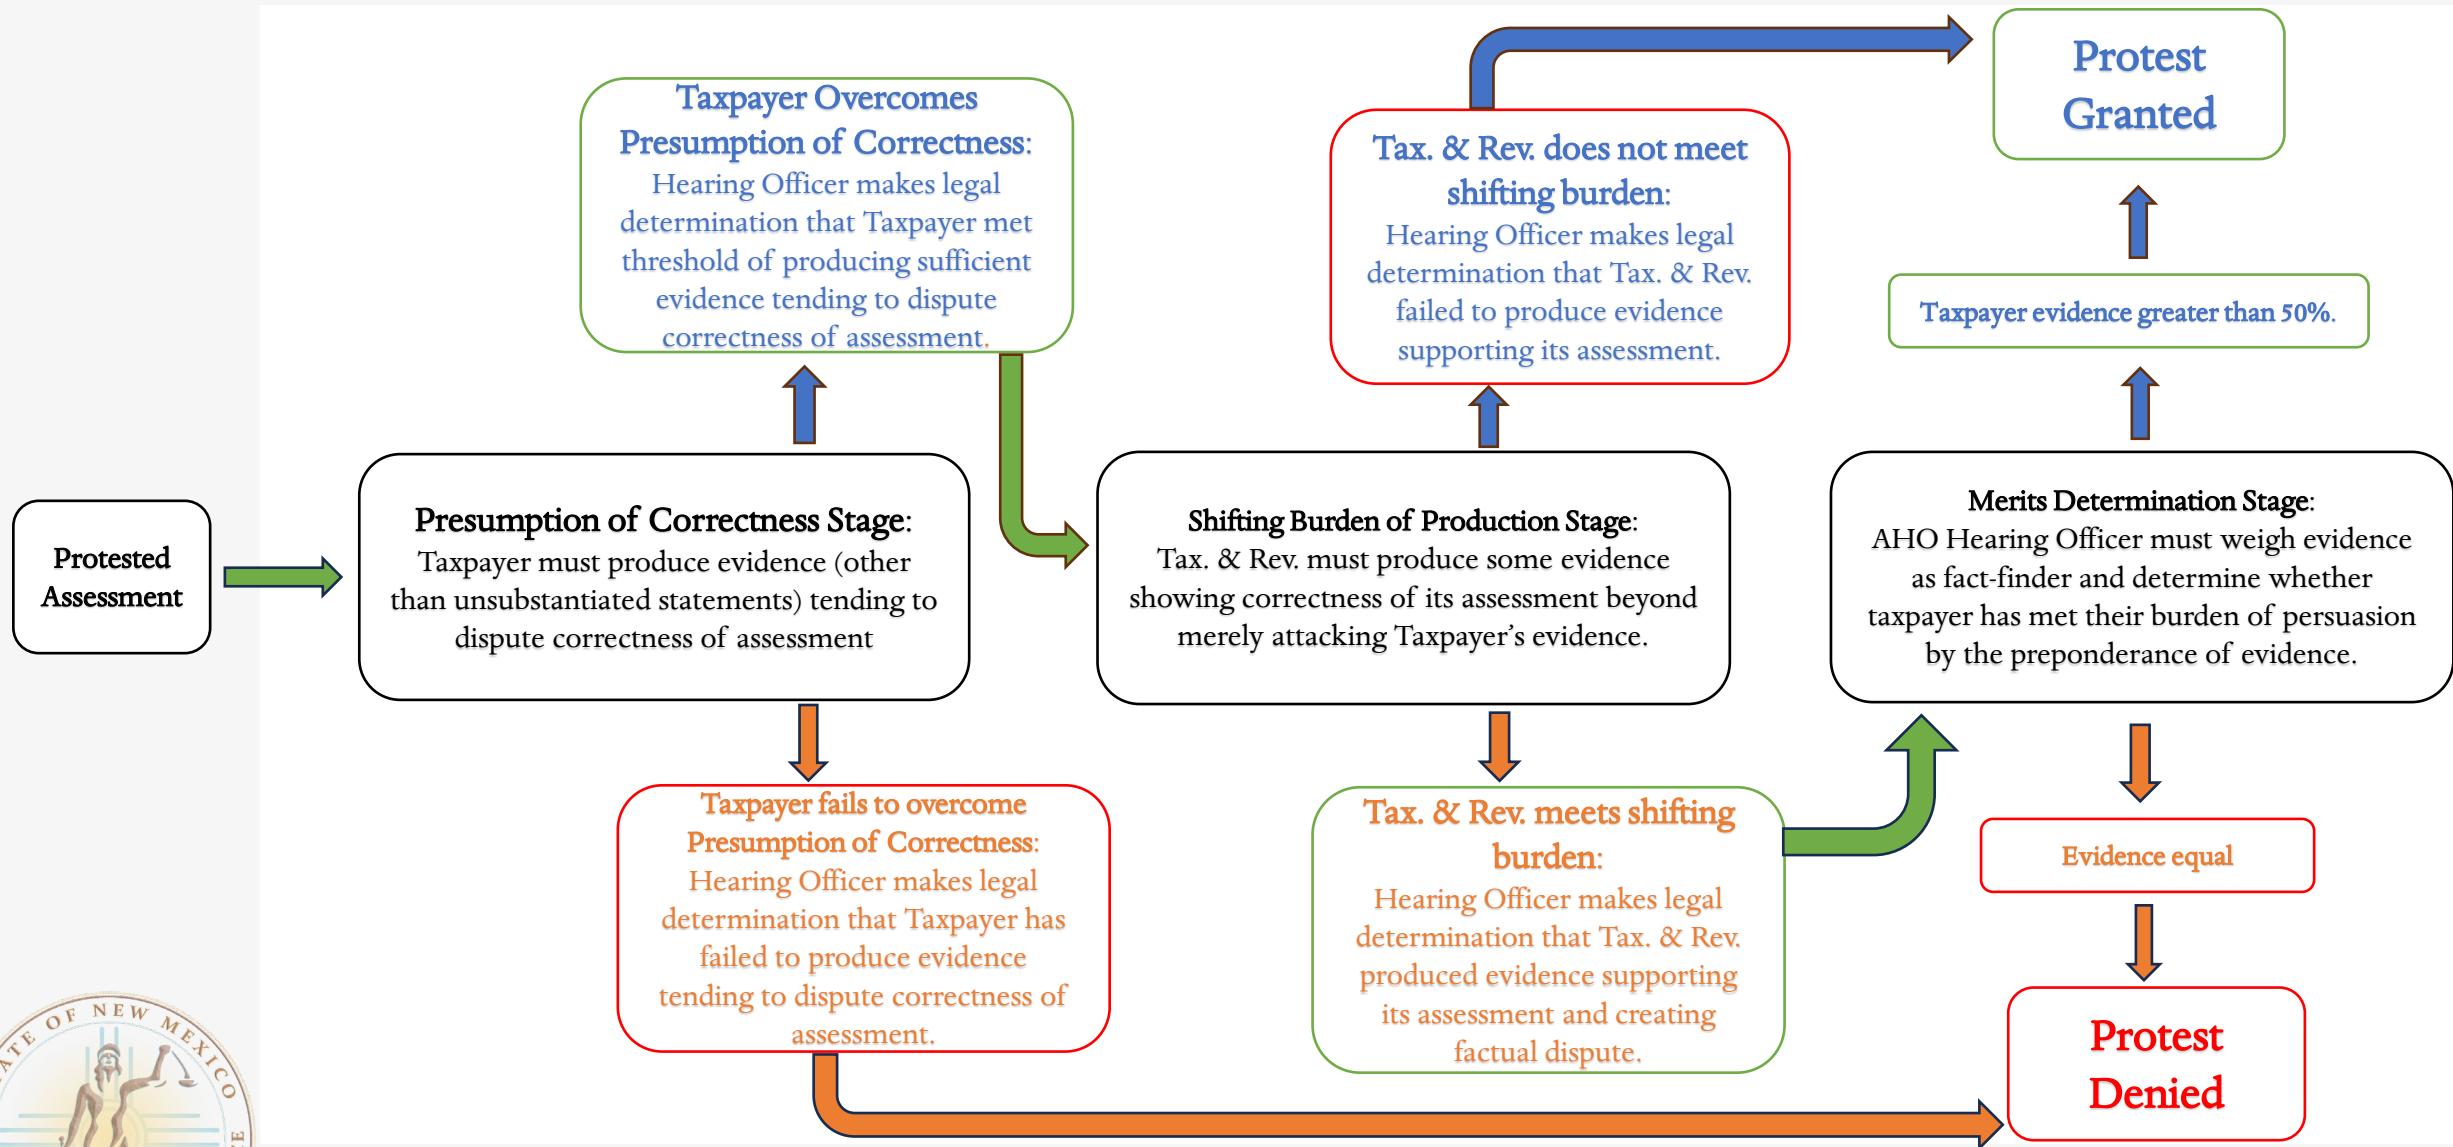 Protested
Assessment
Presumption of Correctness Stage:
Taxpayer must produce evidence (other
than unsubstantiated statements) tending to
dispute correctness of assessment
Taxpayer Overcomes
Presumption of Correctness:
Hearing Officer makes legal
determination that Taxpayer met
threshold of producing sufficient
evidence tending to dispute
correctness of assessment.
Taxpayer fails to overcome
Presumption of Correctness:
Hearing Officer makes legal
determination that Taxpayer has
failed to produce evidence
tending to dispute correctness of
assessment.
Shifting Burden of Production Stage:
Tax. & Rev. must produce some evidence
showing correctness of its assessment beyond
merely attacking Taxpayer’s evidence.
Tax. & Rev. does not meet
shifting burden:
Hearing Officer makes legal
determination that Tax. & Rev.
failed to produce evidence
supporting its assessment.
Tax. & Rev. meets shifting
burden:
Hearing Officer makes legal
determination that Tax. & Rev.
produced evidence supporting
its assessment and creating
factual dispute.
Merits Determination Stage:
AHO Hearing Officer must weigh evidence
as fact-finder and determine whether
taxpayer has met their burden of persuasion
by the preponderance of evidence.
Taxpayer evidence greater than 50%.
Protest
Granted
Evidence equal
Protest
Denied
OF NEW MEXICO